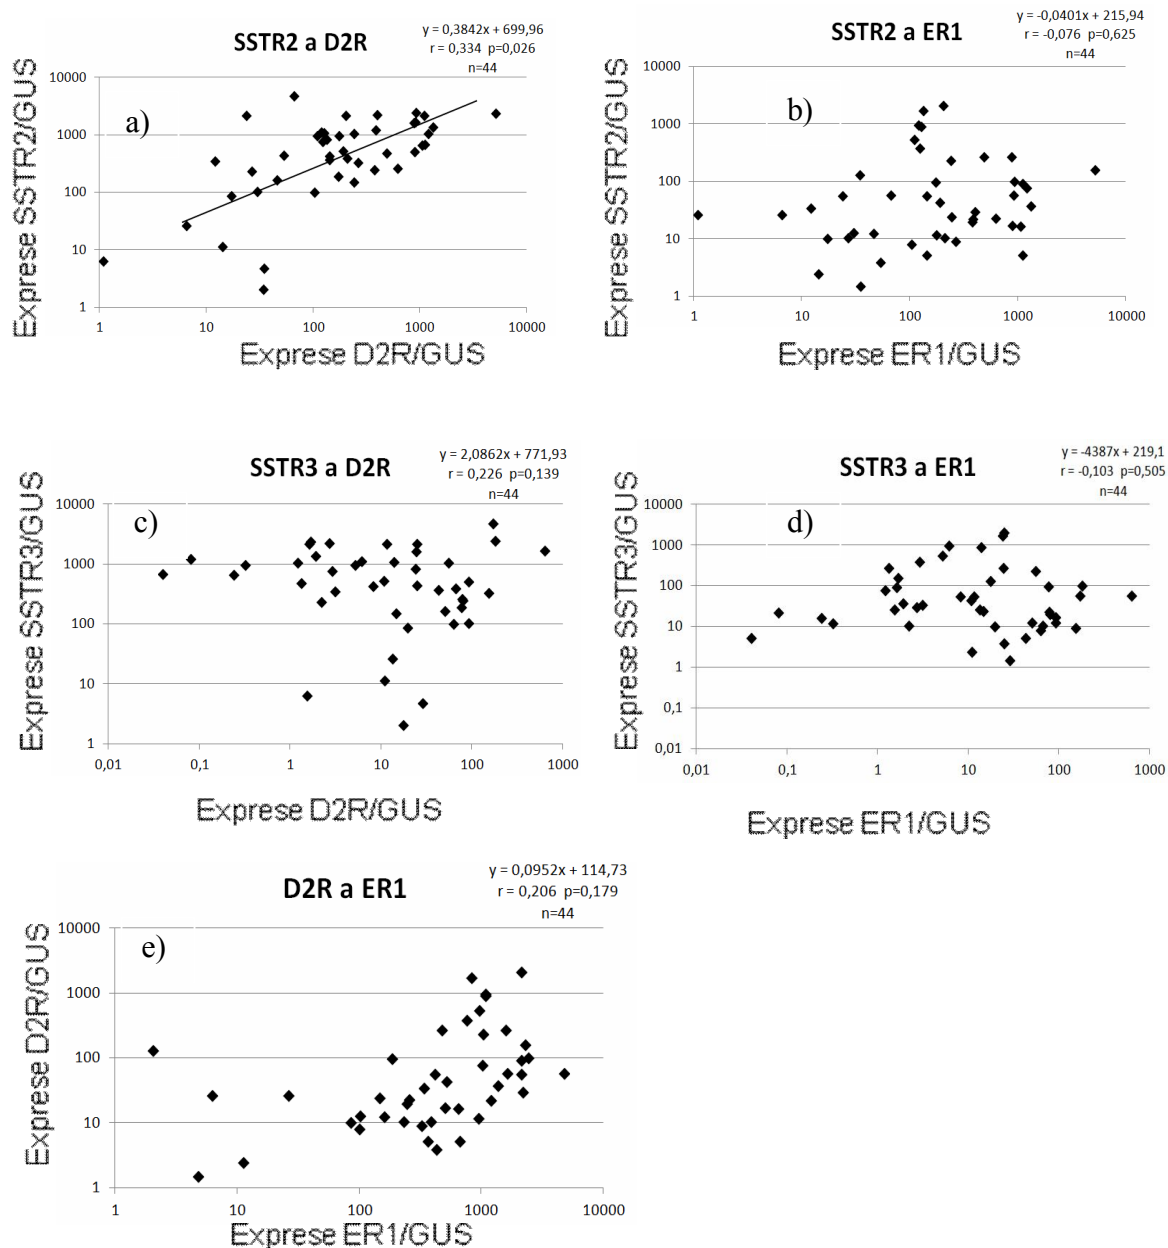 SSTR2 a D2R
y = 0,3842x + 699,96
r = 0,334 p=0,026
n=44
a)
Exprese SSTR2/GUS
10000
1000
100
10
1
1 10 100 1000 10000
Exprese D2R/GUS
SSTR2 a ER1
y = -0,0401x + 215,94
r = -0,076 p=0,625
n=44
b)
Exprese SSTR2/GUS
10000
1000
100
10
1
1 10 100 1000 10000
Exprese ER1/GUS
SSTR3 a D2R
y = 2,0862x + 771,93
r = 0,226 p=0,139
n=44
c)
Exprese SSTR3/GUS
10000
1000
100
10
1
0,01 0,1 1 10 100 1000
Exprese D2R/GUS
SSTR3 a ER1
y = -4387x + 219,1
r = -0,103 p=0,505
n=44
d)
Exprese SSTR3/GUS
10000
1000
100
10
1
0,1
0,01
0,01 0,1 1 10 100 1000
Exprese ER1/GUS
D2R a ER1
y = 0,0952x + 114,73
r = 0,206 p=0,179
n=44
e)
Exprese D2R/GUS
10000
1000
100
10
1
1 10 100 1000 10000
Exprese ER1/GUS